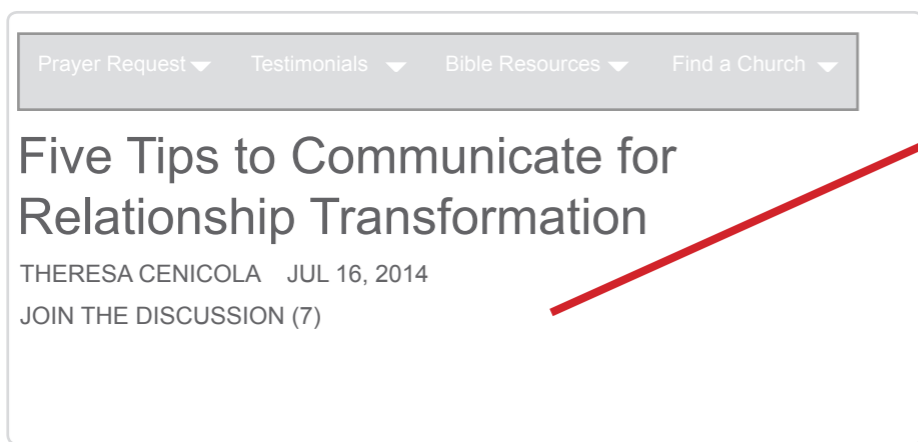 Prayer Request Testimonials Bible Resources Find a Church
Five Tips to Communicate for
Relationship Transformation
THERESA CENICOLA JUL 16, 2014
JOIN THE DISCUSSION (7)